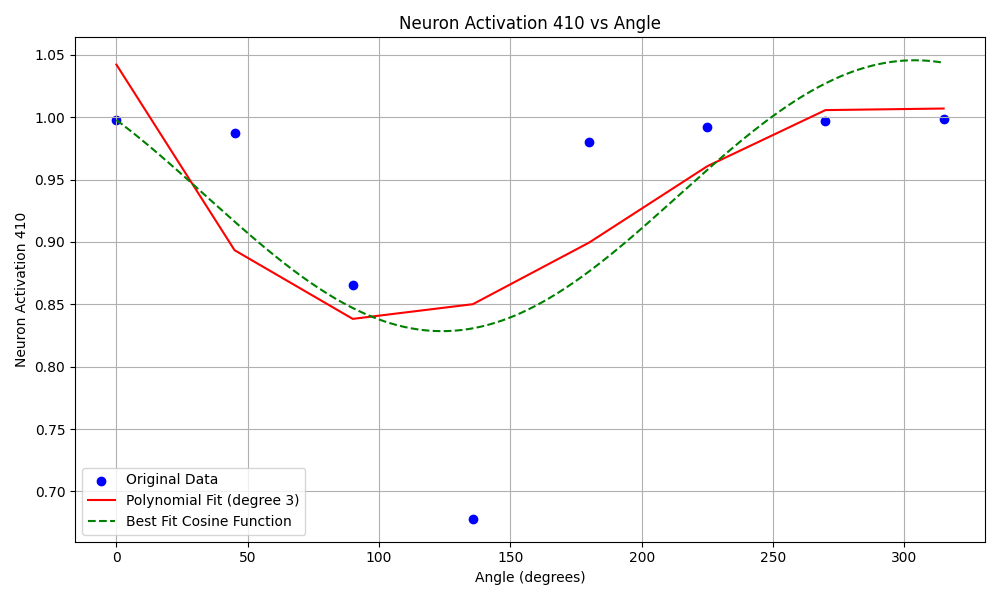 Neuron Activation 410 vs Angle
Neuron Activation 410
1.05
1.00
0.95
0.90
0.85
0.80
0.75
0.70
Original Data
Polynomial Fit (degree 3)
Best Fit Cosine Function
0 50 100 150 200 250 300
Angle (degrees)